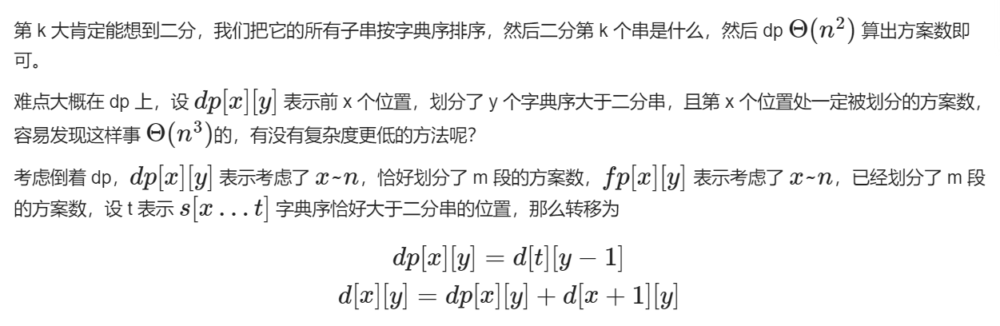 第 k 大肯定能想到二分，我们把它的所有子串按字典序排序，然后二分第 k 个串是什么，然后 dp Θ(n²) 算出方案数即
可。
难点大概在 dp 上，设 dp[x][y] 表示前 x 个位置，划分了 y 个字典序大于二分串，且第 x 个位置处一定被划分的方案数，
容易发现这样事 Θ(n³)的，有没有复杂度更低的方法呢？
考虑倒着 dp，dp[x][y] 表示考虑了 x~n，恰好划分了 m 段的方案数，fp[x][y] 表示考虑了 x~n，已经划分了 m 段
的方案数，设 t 表示 s[x...t] 字典序恰好大于二分串的位置，那么转移为
dp[x][y] = d[t][y − 1]
d[x][y] = dp[x][y] + d[x + 1][y]